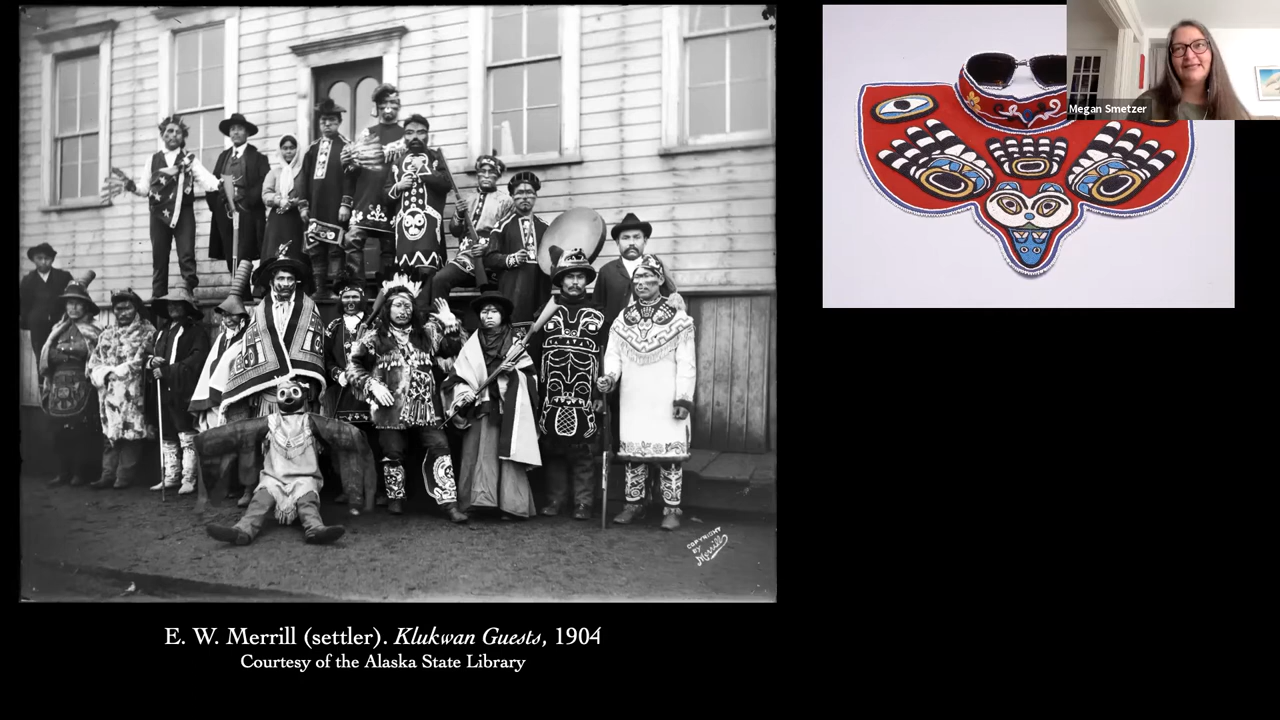 Megan Smetzer
COPYRIGHT
BY
Merrill
E. W. Merrill (settler). Klukwan Guests, 1904
Courtesy of the Alaska State Library